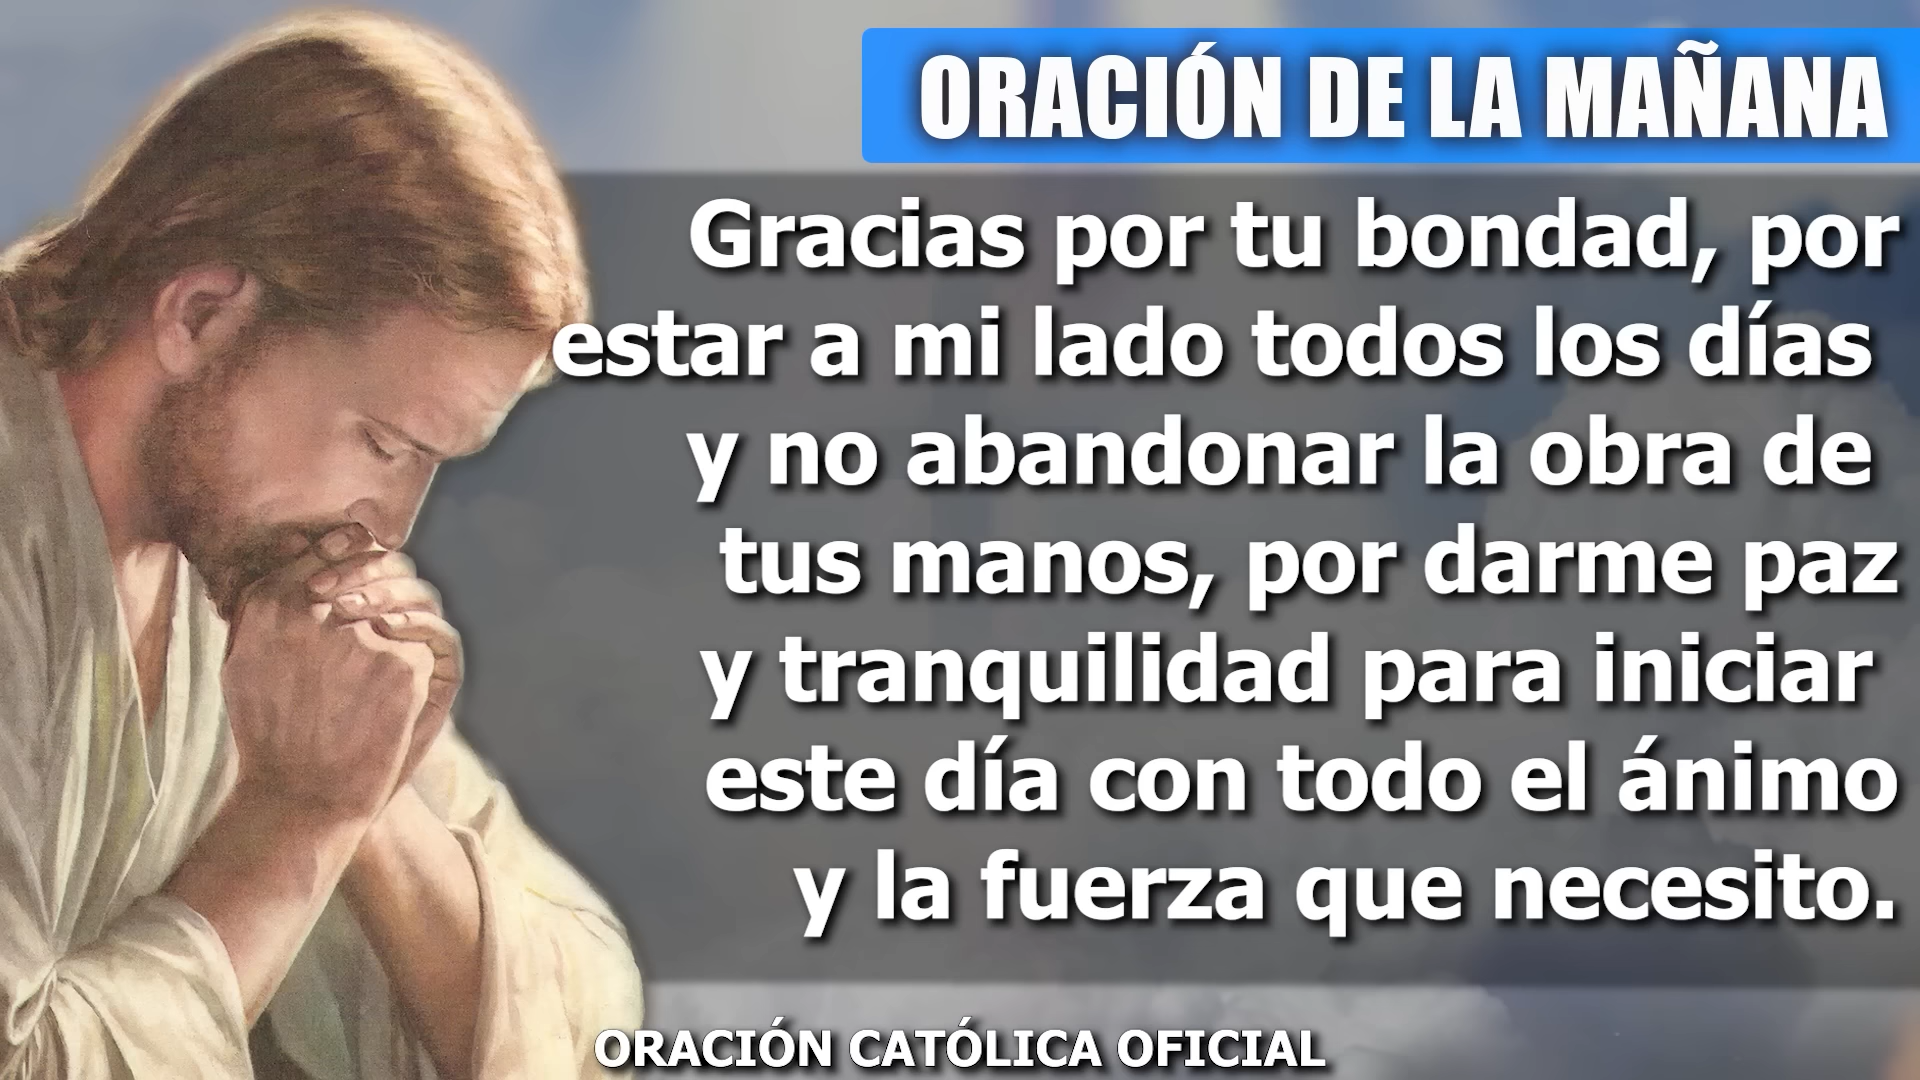 ORACIÓN DE LA MAÑANA
Gracias por tu bondad, por
estar a mi lado todos los días
y no abandonar la obra de
tus manos, por darme paz
y tranquilidad para iniciar
este día con todo el ánimo
y la fuerza que necesito.
ORACIÓN CATÓLICA OFICIAL